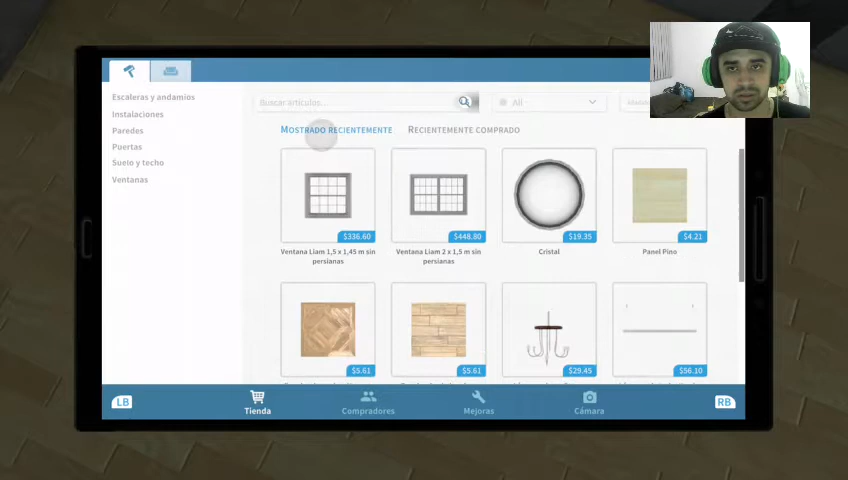 Escaleras y andamios
Instalaciones
Paredes
Puertas
Suelo y techo
Ventanas
Buscar artículos...
All
MOSTRADO RECIENTEMENTE
RECIENTEMENTE COMPRADO
$336.60
$448.80
$19.35
$4.21
Ventana Liam 1,5 x 1,45 m sin
persianas
Ventana Liam 2 x 1,5 m sin
persianas
Cristal
Panel Pino
$5.61
$5.61
$29.45
$56.10
LB
Tienda
Compradores
Mejoras
Cámara
RB